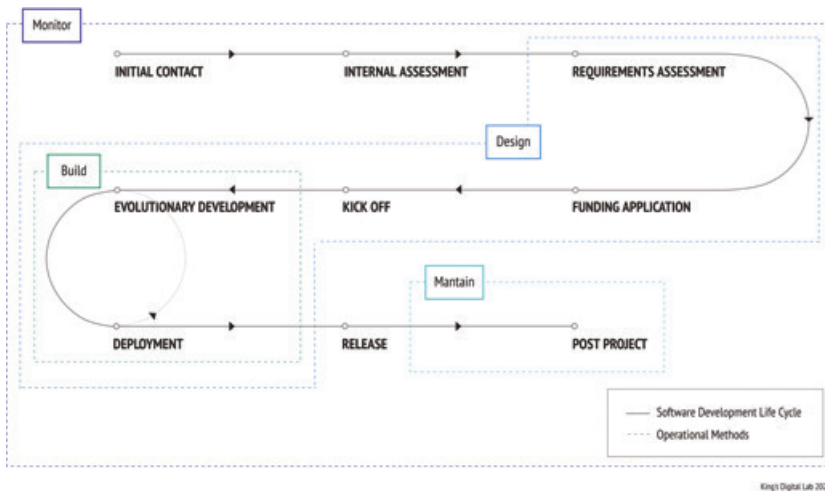 Monitor
INITIAL CONTACT
INTERNAL ASSESSMENT
REQUIREMENTS ASSESSMENT
Design
Build
EVOLUTIONARY DEVELOPMENT
KICK OFF
FUNDING APPLICATION
Mantain
DEPLOYMENT
RELEASE
POST PROJECT
Software Development Life Cycle
Operational Methods
King's Digital Lab 202